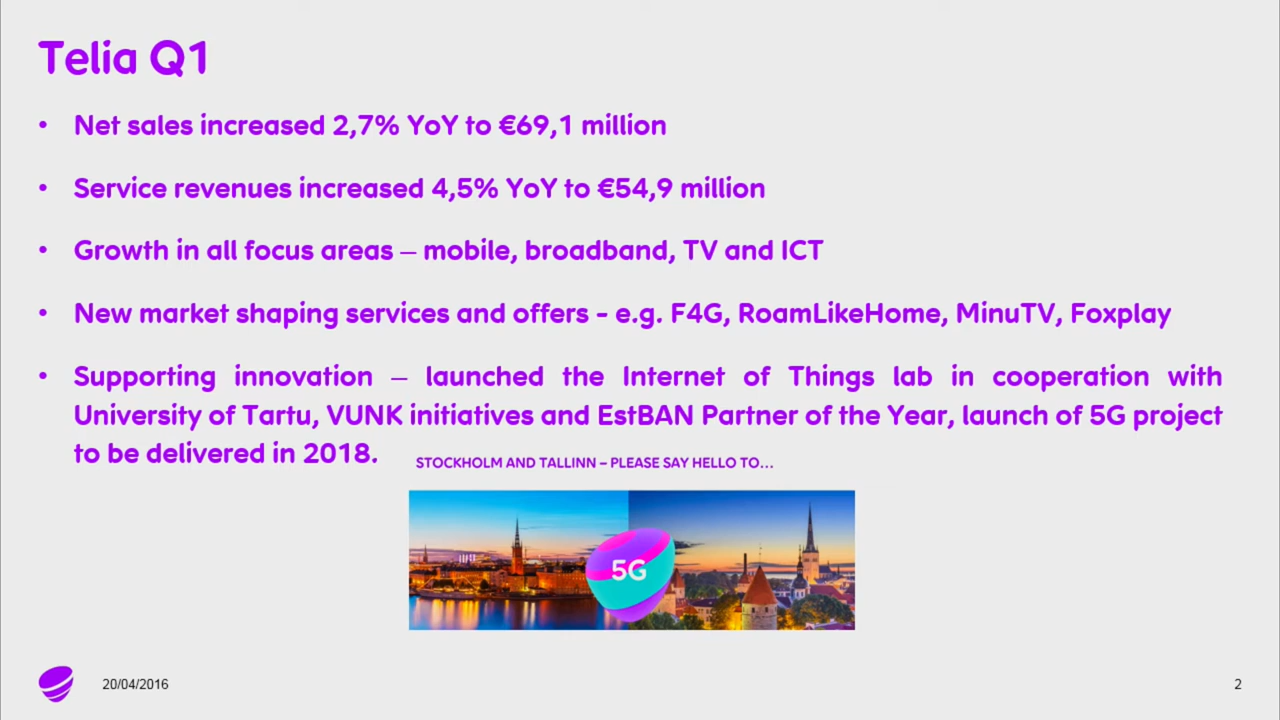 Telia Q1
• Net sales increased 2,7% YoY to €69,1 million
• Service revenues increased 4,5% YoY to €54,9 million
• Growth in all focus areas – mobile, broadband, TV and ICT
• New market shaping services and offers - e.g. F4G, RoamLikeHome, MinuTV, Foxplay
• Supporting innovation – launched the Internet of Things lab in cooperation with
University of Tartu, VUNK initiatives and EstBAN Partner of the Year, launch of 5G project
to be delivered in 2018.
STOCKHOLM AND TALLINN – PLEASE SAY HELLO TO...
5G
20/04/2016
2